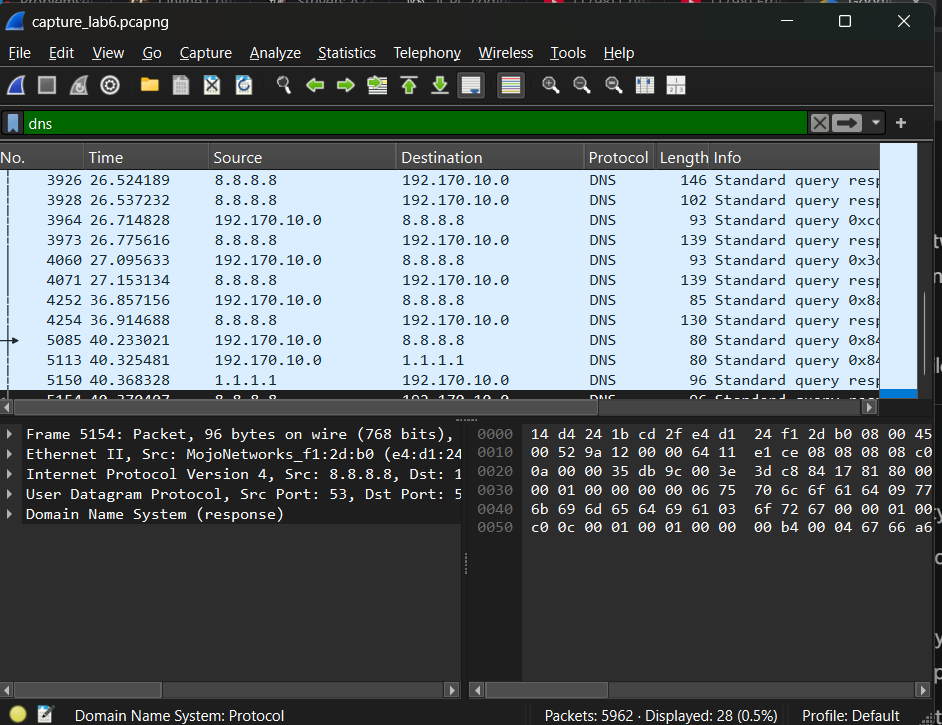 capture_lab6.pcapng
File Edit View Go Capture Analyze Statistics Telephony Wireless Tools Help
dns
No. Time Source Destination Protocol Length Info
3926 26.524189 8.8.8.8 192.170.10.0 DNS 146 Standard query resp
3928 26.537232 8.8.8.8 192.170.10.0 DNS 102 Standard query resp
3964 26.714828 192.170.10.0 8.8.8.8 DNS 93 Standard query 0xcc
3973 26.775616 8.8.8.8 192.170.10.0 DNS 139 Standard query resp
4060 27.095633 192.170.10.0 8.8.8.8 DNS 93 Standard query 0x3c
4071 27.153134 8.8.8.8 192.170.10.0 DNS 139 Standard query resp
4252 36.857156 192.170.10.0 8.8.8.8 DNS 85 Standard query 0x8a
4254 36.914688 8.8.8.8 192.170.10.0 DNS 130 Standard query resp
5085 40.233021 192.170.10.0 8.8.8.8 DNS 80 Standard query 0x84
5113 40.325481 192.170.10.0 1.1.1.1 DNS 80 Standard query 0x84
5150 40.368328 1.1.1.1 192.170.10.0 DNS 96 Standard query resp
Frame 5154: Packet, 96 bytes on wire (768 bits),
Ethernet II, Src: MojoNetworks_f1:2d:b0 (e4:d1:24
Internet Protocol Version 4, Src: 8.8.8.8, Dst: 1
User Datagram Protocol, Src Port: 53, Dst Port: 5
Domain Name System (response)
0000 14 d4 24 1b cd 2f e4 d1 24 f1 2d b0 08 00 45
0010 00 52 9a 12 00 00 64 11 e1 ce 08 08 08 08 c0
0020 0a 00 00 35 db 9c 00 3e 3d c8 84 17 81 80 00
0030 00 01 00 00 00 00 06 75 70 6c 6f 61 64 09 77
0040 6b 69 6d 65 64 69 61 03 6f 72 67 00 00 01 00
0050 c0 0c 00 01 00 01 00 00 00 b4 00 04 67 66 a6
Domain Name System: Protocol
Packets: 5962 · Displayed: 28 (0.5%)
Profile: Default